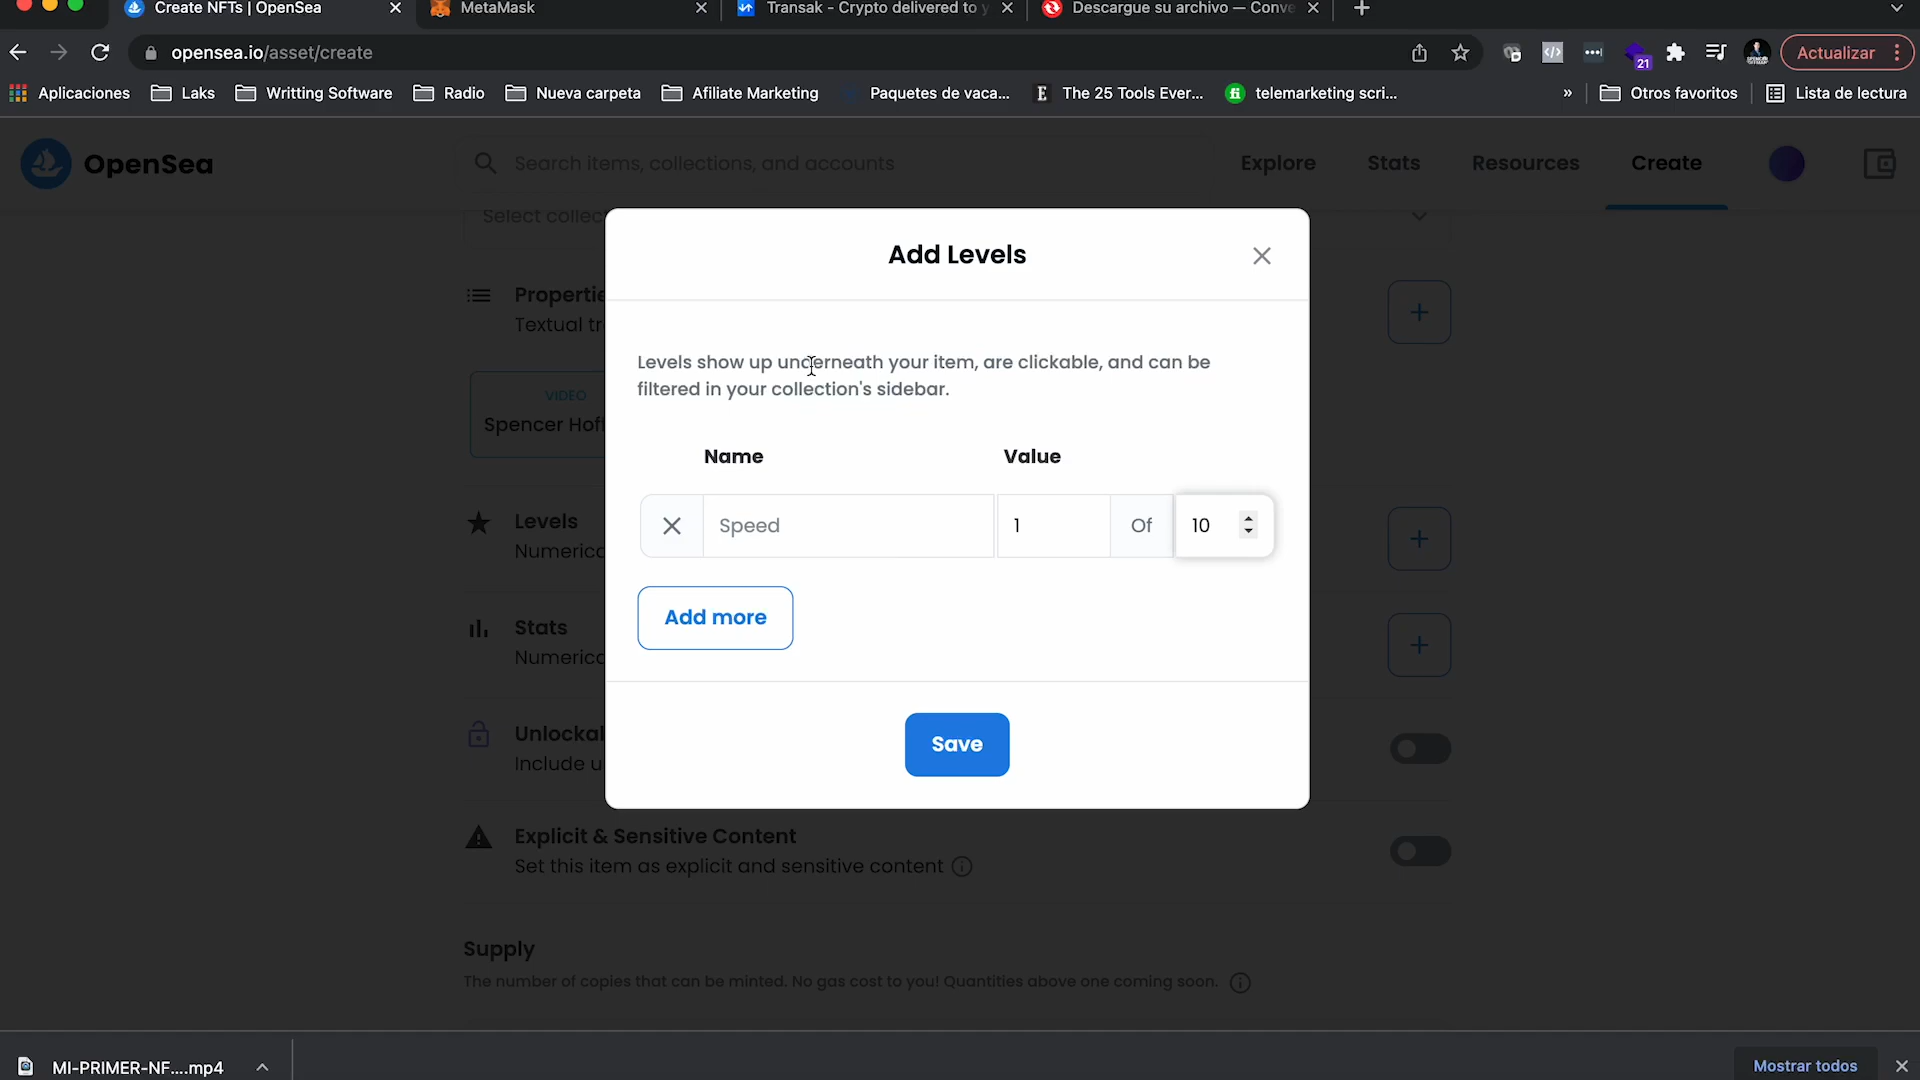 Create NFTs | OpenSea
MetaMask
Transak - Crypto delivered to y
Descargue su archivo — Conve
opensea.io/asset/create
21
Actualizar
Aplicaciones
Laks
Writting Software
Radio
Nueva carpeta
Afiliate Marketing
Paquetes de vaca...
The 25 Tools Ever...
telemarketing scri...
»
Otros favoritos
Lista de lectura
OpenSea
Search items, collections, and accounts
Explore
Stats
Resources
Create
Select collec
Add Levels
Propertie
Textual tr
Levels show up underneath your item, are clickable, and can be
filtered in your collection's sidebar.
VIDEO
Spencer Hoff
Name
Value
Levels
Numerica
Speed
1
Of
10
Add more
Stats
Numerica
Unlockal
Include u
Save
Explicit & Sensitive Content
Set this item as explicit and sensitive content
Supply
The number of copies that can be minted. No gas cost to you! Quantities above one coming soon.
MI-PRIMER-NF....mp4
Mostrar todos